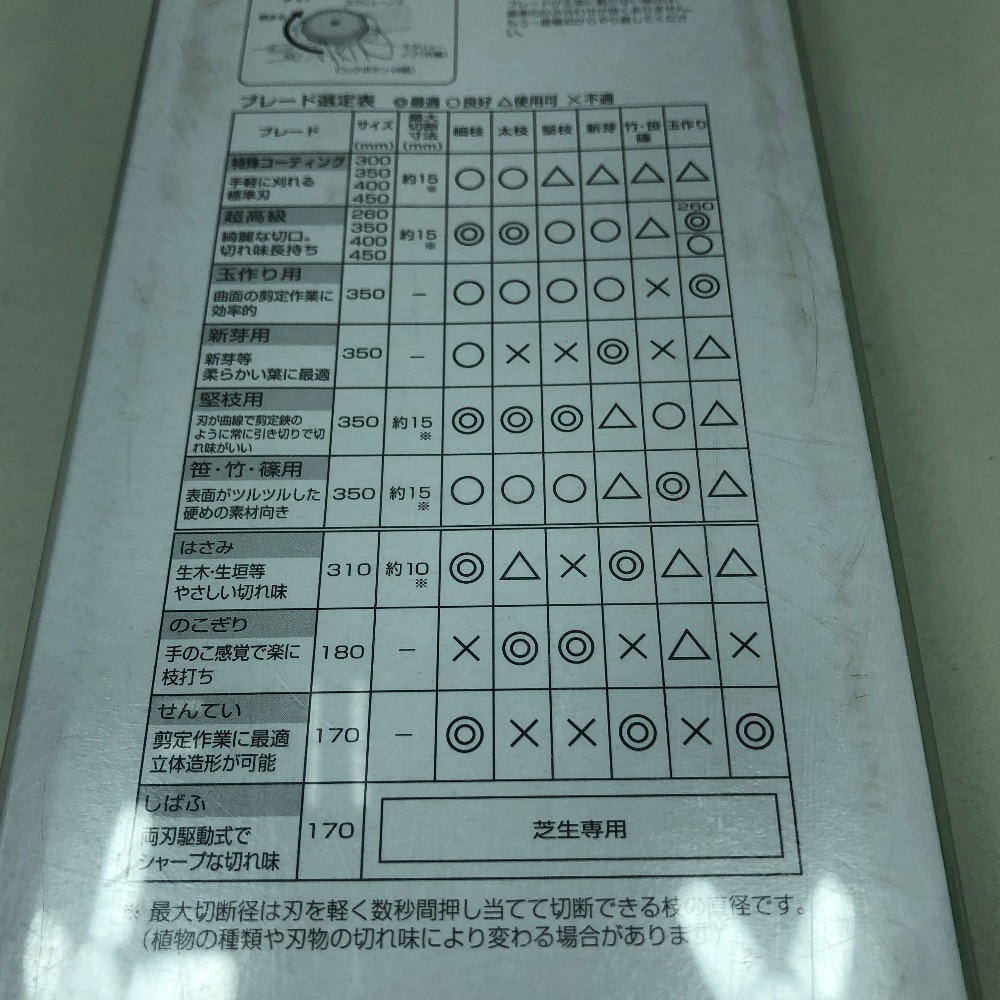 ブレード選定表 ◎最適 ○良好 △使用可 ×不適
ブレード サイズ(mm) 最大切断寸法(mm) 細枝 太枝 堅枝 新芽 竹・笹篠 玉作り
特殊コーティング
手軽に刈れる
標準刃
300
350
400
450
約15※ ○ ○ △ △ △ △
超高級
綺麗な切口。
切れ味長持ち
260
350
400
450
約15※ ◎ ◎ ○ ○ △ 260 ◎ ○
玉作り用
曲面の剪定作業に
効率的
350 − ○ ○ ○ ○ × ◎
新芽用
新芽等
柔らかい葉に最適
350 − ○ × × ◎ × △
堅枝用
刃が曲線で剪定鋏の
ように常に引き切りで切
れ味がいい
350 約15※ ◎ ◎ ◎ △ ○ △
笹・竹・篠用
表面がツルツルした
硬めの素材向き
350 約15※ ○ ○ ○ △ ◎ △
はさみ
生木・生垣等
やさしい切れ味
310 約10※ ◎ △ × ◎ △ △
のこぎり
手のこ感覚で楽に
枝打ち
180 − × ◎ ◎ × △ ×
せんてい
剪定作業に最適
立体造形が可能
170 − ◎ × × ◎ × ◎
しばふ
両刃駆動式で
シャープな切れ味
170 芝生専用
※ 最大切断径は刃を軽く数秒間押し当てて切断できる枝の直径です。
(植物の種類や刃物の切れ味により変わる場合があります)